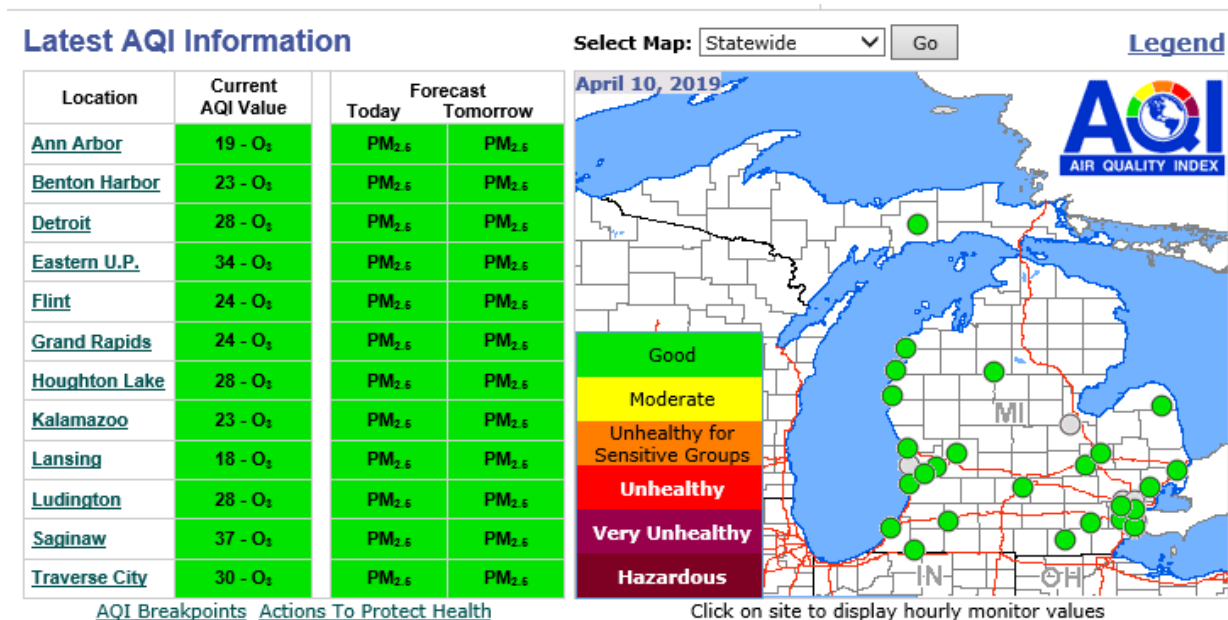 Latest AQI Information
Select Map: Statewide Go Legend
Location Current AQI Value Forecast Today Tomorrow
Ann Arbor 19 - O₃ PM₂.₅ PM₂.₅
Benton Harbor 23 - O₃ PM₂.₅ PM₂.₅
Detroit 28 - O₃ PM₂.₅ PM₂.₅
Eastern U.P. 34 - O₃ PM₂.₅ PM₂.₅
Flint 24 - O₃ PM₂.₅ PM₂.₅
Grand Rapids 24 - O₃ PM₂.₅ PM₂.₅
Houghton Lake 28 - O₃ PM₂.₅ PM₂.₅
Kalamazoo 23 - O₃ PM₂.₅ PM₂.₅
Lansing 18 - O₃ PM₂.₅ PM₂.₅
Ludington 28 - O₃ PM₂.₅ PM₂.₅
Saginaw 37 - O₃ PM₂.₅ PM₂.₅
Traverse City 30 - O₃ PM₂.₅ PM₂.₅
AQI Breakpoints Actions To Protect Health
April 10, 2019
AQI
AIR QUALITY INDEX
Good
Moderate
Unhealthy for
Sensitive Groups
Unhealthy
Very Unhealthy
Hazardous
MI
IN
OH
Click on site to display hourly monitor values